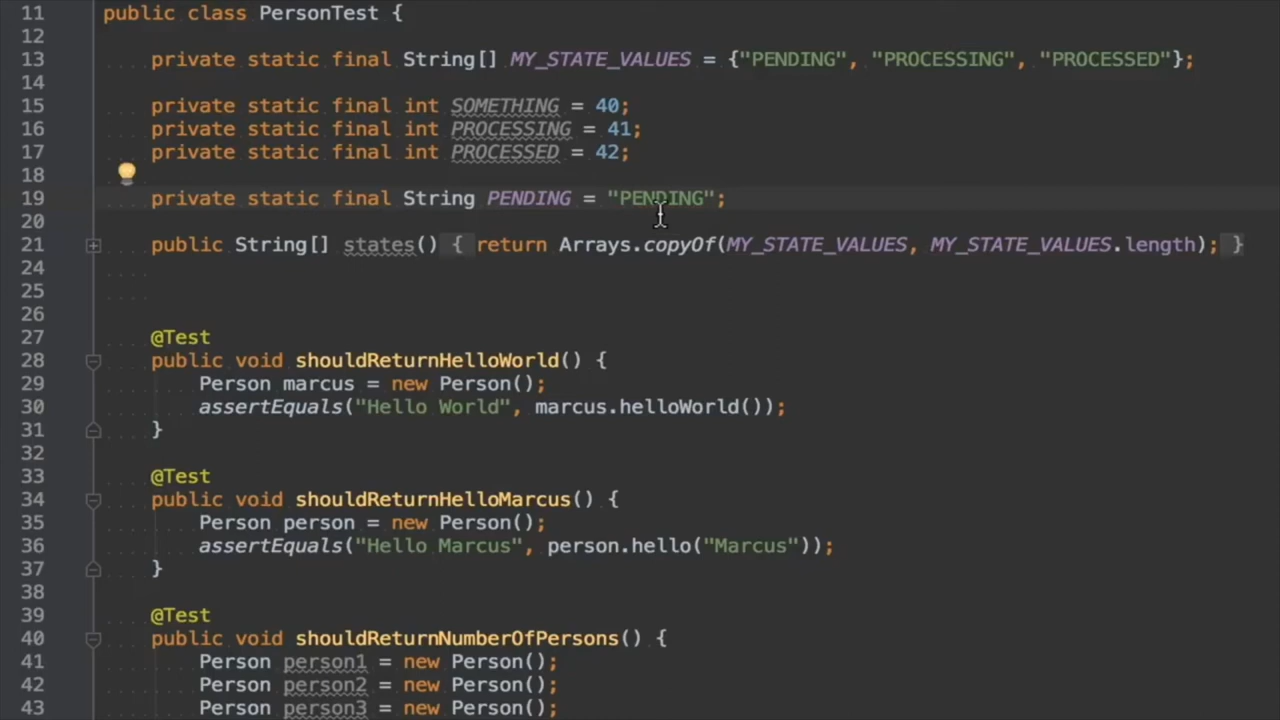 11 public class PersonTest {
12
13 private static final String[] MY_STATE_VALUES = {"PENDING", "PROCESSING", "PROCESSED"};
14
15 private static final int SOMETHING = 40;
16 private static final int PROCESSING = 41;
17 private static final int PROCESSED = 42;
18
19 private static final String PENDING = "PENDING";
20
21 public String[] states() { return Arrays.copyOf(MY_STATE_VALUES, MY_STATE_VALUES.length); }
24
25
26
27 @Test
28 public void shouldReturnHelloWorld() {
29 Person marcus = new Person();
30 assertEquals("Hello World", marcus.helloWorld());
31 }
32
33 @Test
34 public void shouldReturnHelloMarcus() {
35 Person person = new Person();
36 assertEquals("Hello Marcus", person.hello("Marcus"));
37 }
38
39 @Test
40 public void shouldReturnNumberOfPersons() {
41 Person person1 = new Person();
42 Person person2 = new Person();
43 Person person3 = new Person();